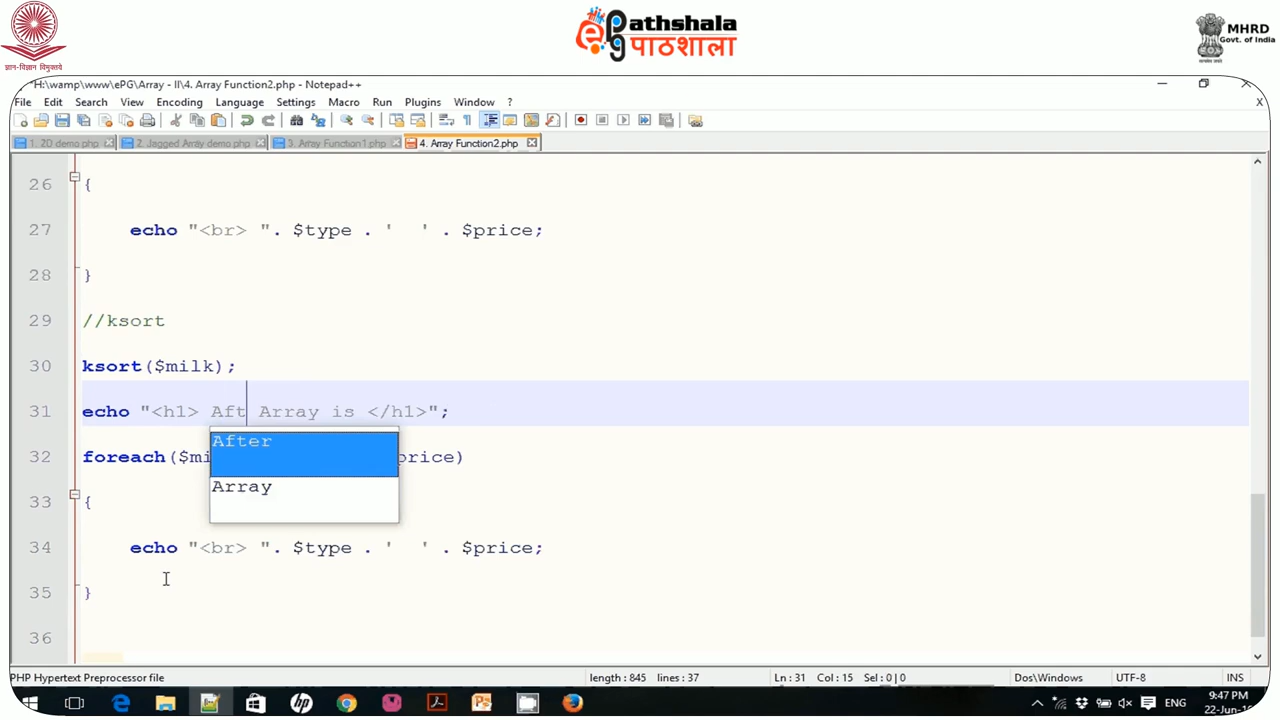 ज्ञान-विज्ञान विमुक्तये
Pathshala
पाठशाला
MHRD
Govt. of India
*H:\wamp\www\ePG\Array - II\4. Array Function2.php - Notepad++
File Edit Search View Encoding Language Settings Macro Run Plugins Window ? X
1. 2D demo.php 2. Jagged Array demo.php 3. Array Function1.php 4. Array Function2.php
26 {
27 echo "<br> ". $type . '  ' . $price;
28 }
29 //ksort
30 ksort($milk);
31 echo "<h1> Aft Array is </h1>";
After
32 foreach($mi price)
Array
33 {
34 echo "<br> ". $type . '  ' . $price;
35 }
36
PHP Hypertext Preprocessor file length : 845 lines : 37 Ln : 31 Col : 15 Sel : 0 | 0 Dos\Windows UTF-8 INS
ENG
9:47 PM